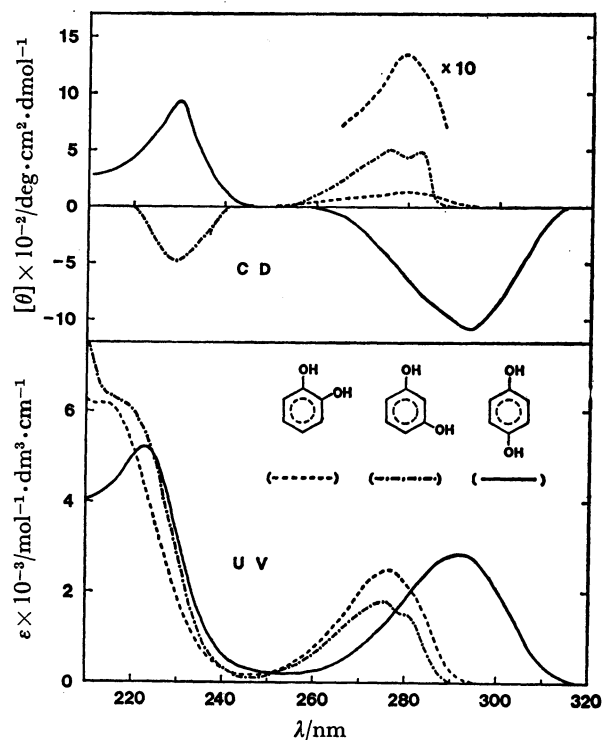 [θ] × 10⁻²/deg·cm²·dmol⁻¹
15
10
5
0
−5
−10
× 10
C D
ε × 10⁻³/mol⁻¹·dm³·cm⁻¹
6
4
2
0
OH
OH
OH
OH
OH
OH
(-----) (-·-·-·-) (———)
U V
220 240 260 280 300 320
λ/nm